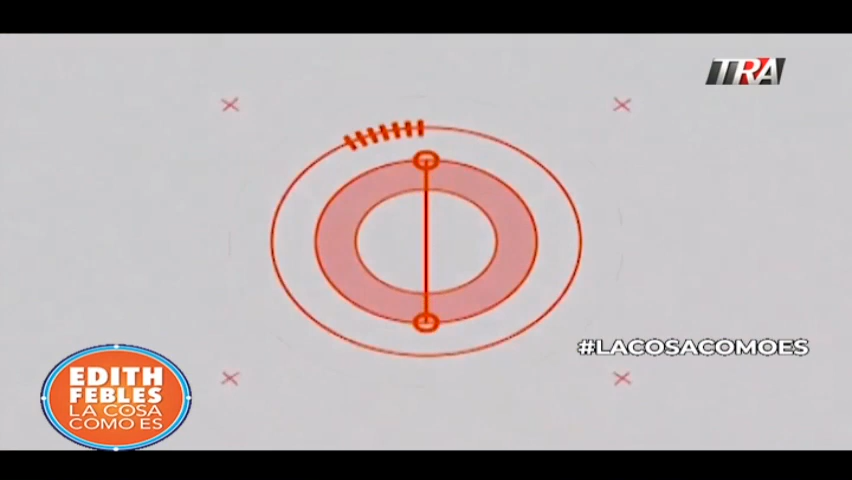 TRA
#LACOSACOMOES
EDITH
FEBLES
LA COSA
COMO ES